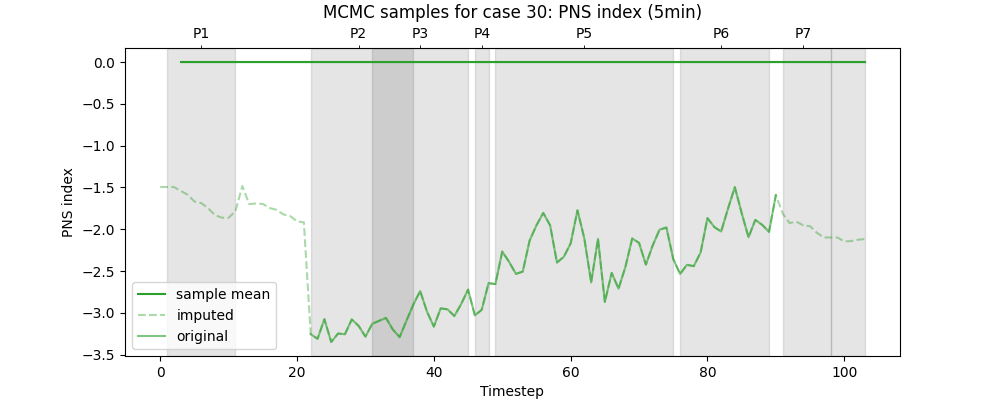 MCMC samples for case 30: PNS index (5min)
P1 P2 P3 P4 P5 P6 P7
0.0
−0.5
−1.0
−1.5
−2.0
−2.5
−3.0
−3.5
PNS index
sample mean
imputed
original
0 20 40 60 80 100
Timestep